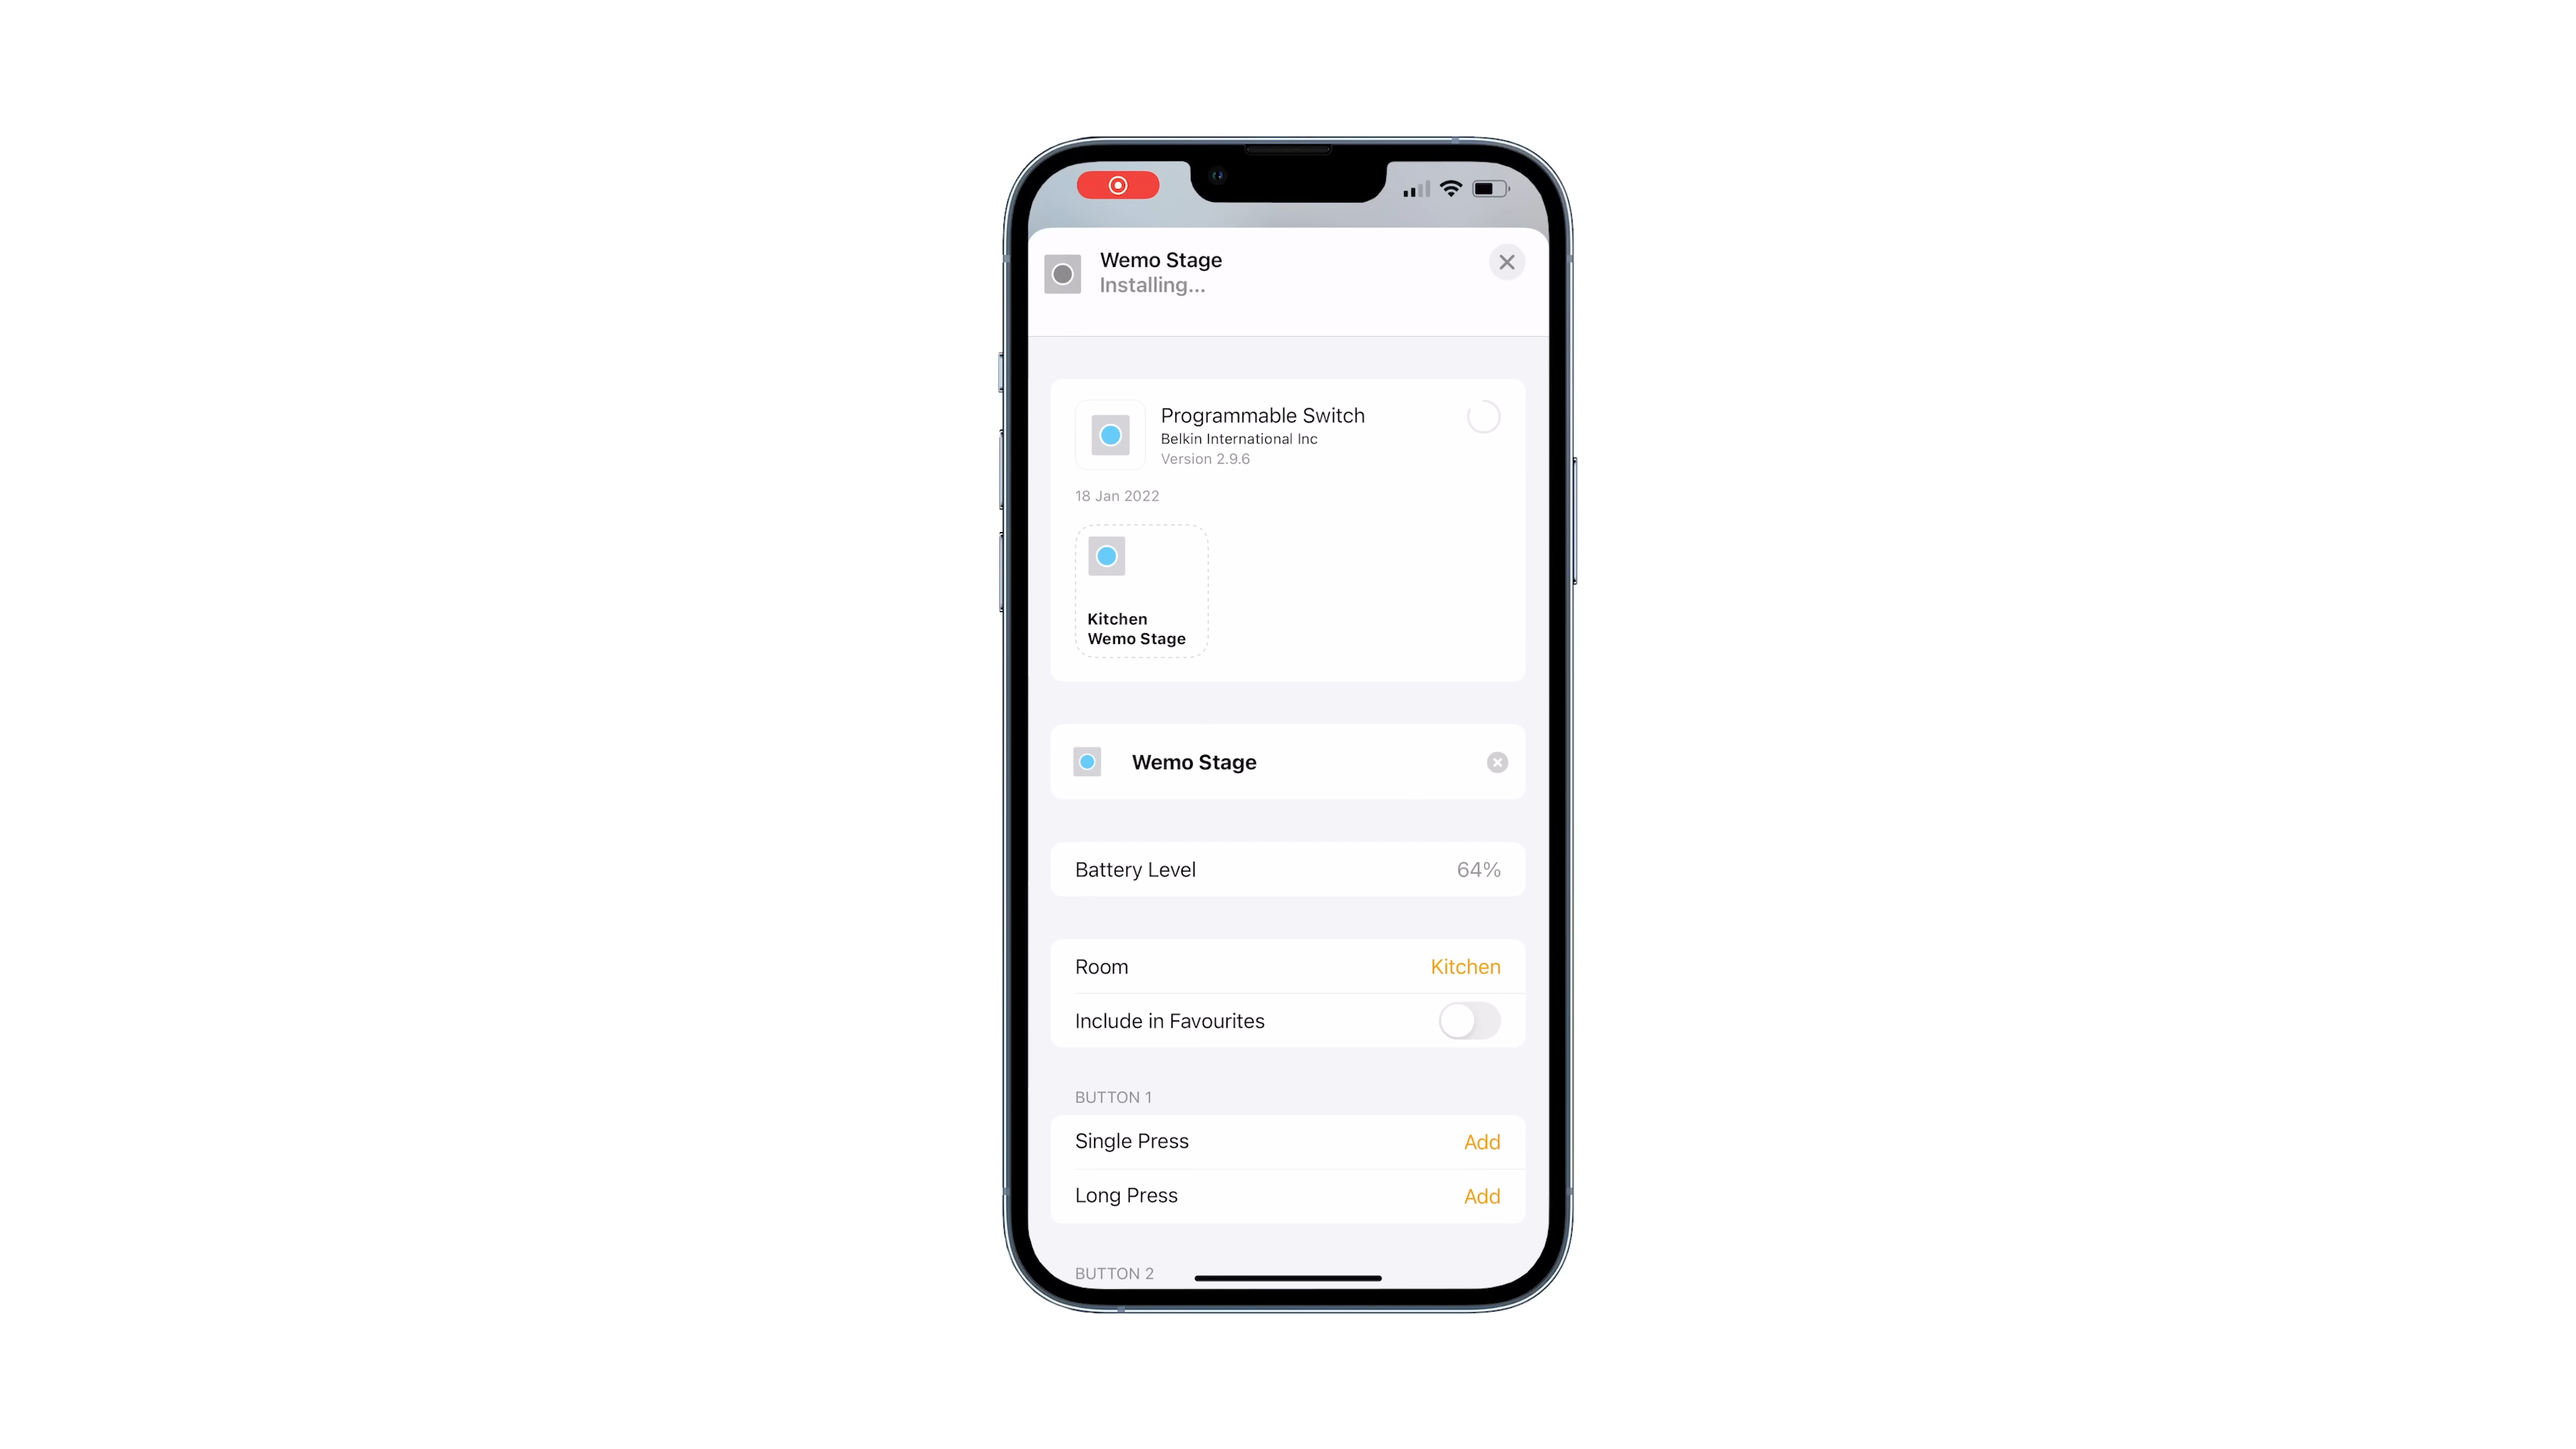 Wemo Stage
Installing...
Programmable Switch
Belkin International Inc
Version 2.9.6
18 Jan 2022
Kitchen
Wemo Stage
Wemo Stage
Battery Level 64%
Room Kitchen
Include in Favourites
BUTTON 1
Single Press Add
Long Press Add
BUTTON 2